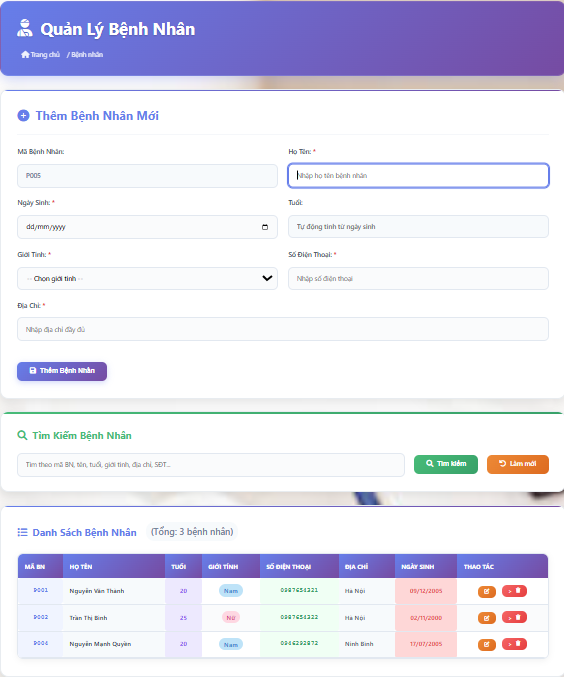 Quản Lý Bệnh Nhân
Trang chủ / Bệnh nhân
Thêm Bệnh Nhân Mới
Mã Bệnh Nhân:
Họ Tên: *
P005
Nhập họ tên bệnh nhân
Ngày Sinh: *
Tuổi:
dd/mm/yyyy
Tự động tính từ ngày sinh
Giới Tính: *
Số Điện Thoại: *
-- Chọn giới tính --
Nhập số điện thoại
Địa Chỉ: *
Nhập địa chỉ đầy đủ
Thêm Bệnh Nhân
Tìm Kiếm Bệnh Nhân
Tìm theo mã BN, tên, tuổi, giới tính, địa chỉ, SĐT...
Tìm kiếm
Làm mới
Danh Sách Bệnh Nhân (Tổng: 3 bệnh nhân)
MÃ BN HỌ TÊN TUỔI GIỚI TÍNH SỐ ĐIỆN THOẠI ĐỊA CHỈ NGÀY SINH THAO TÁC
P001 Nguyễn Văn Thành 20 Nam 0987654321 Hà Nội 09/12/2005
P002 Trần Thị Bình 25 Nữ 0987654322 Hà Nội 02/11/2000
P004 Nguyễn Mạnh Quyền 20 Nam 0846292872 Ninh Bình 17/07/2005